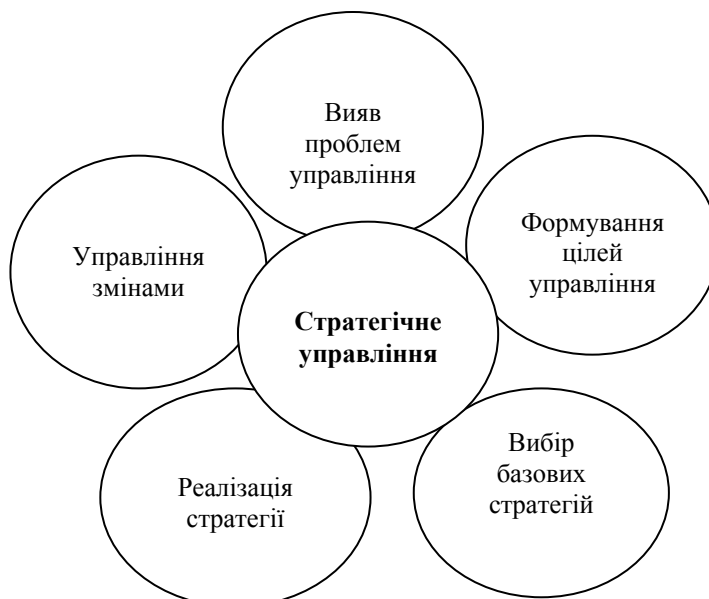 Вияв
проблем
управління
Формування
цілей
управління
Управління
змінами
Стратегічне
управління
Вибір
базових
стратегій
Реалізація
стратегії